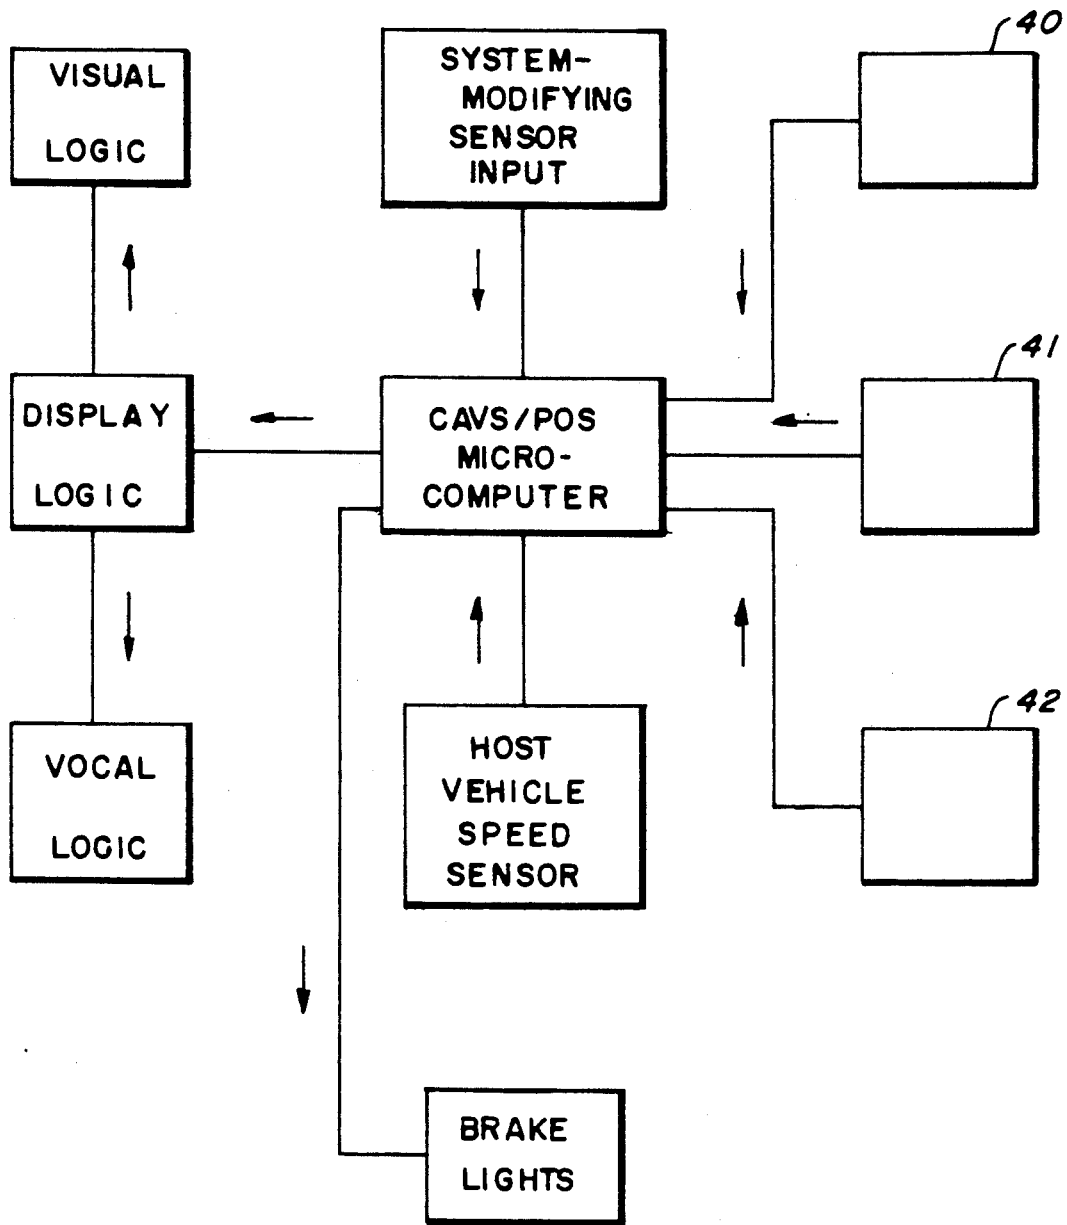 VISUAL
LOGIC
SYSTEM-
MODIFYING
SENSOR
INPUT
40
DISPLAY
LOGIC
CAVS/POS
MICRO-
COMPUTER
41
VOCAL
LOGIC
HOST
VEHICLE
SPEED
SENSOR
42
BRAKE
LIGHTS